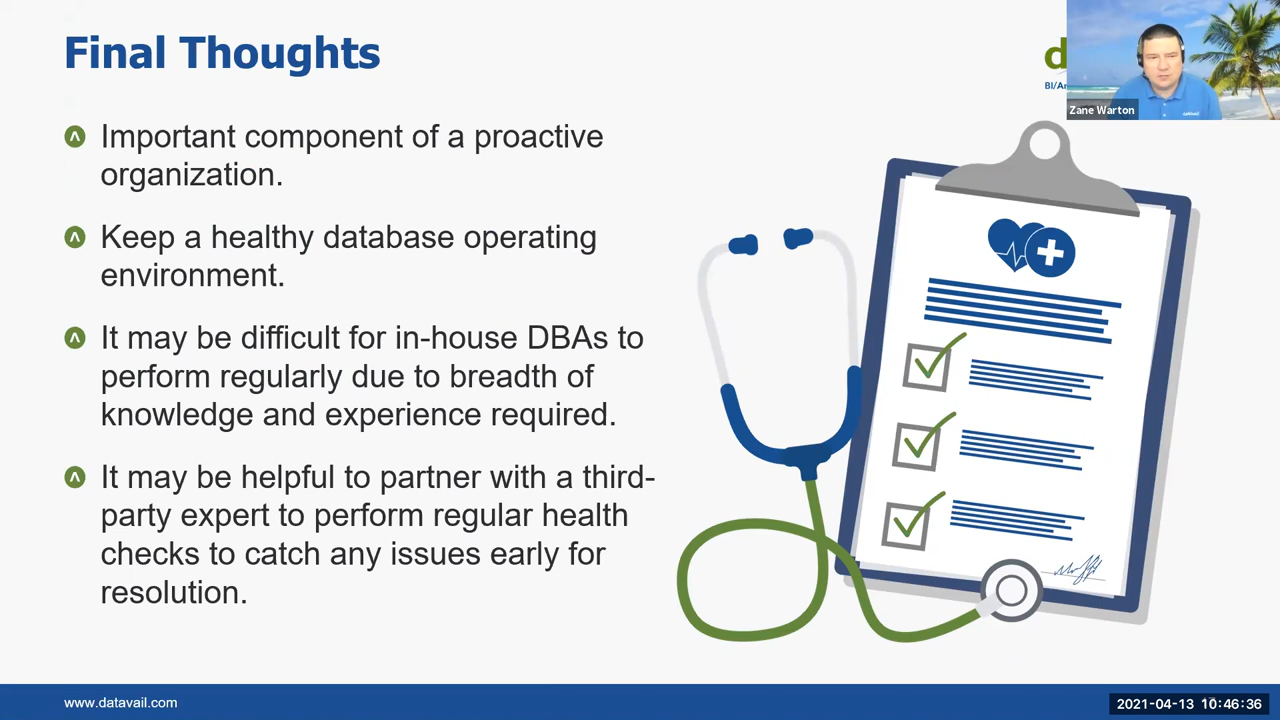 Final Thoughts
Zane Warton
Important component of a proactive
organization.
Keep a healthy database operating
environment.
It may be difficult for in-house DBAs to
perform regularly due to breadth of
knowledge and experience required.
It may be helpful to partner with a third-
party expert to perform regular health
checks to catch any issues early for
resolution.
www.datavail.com
2021-04-13 10:46:36